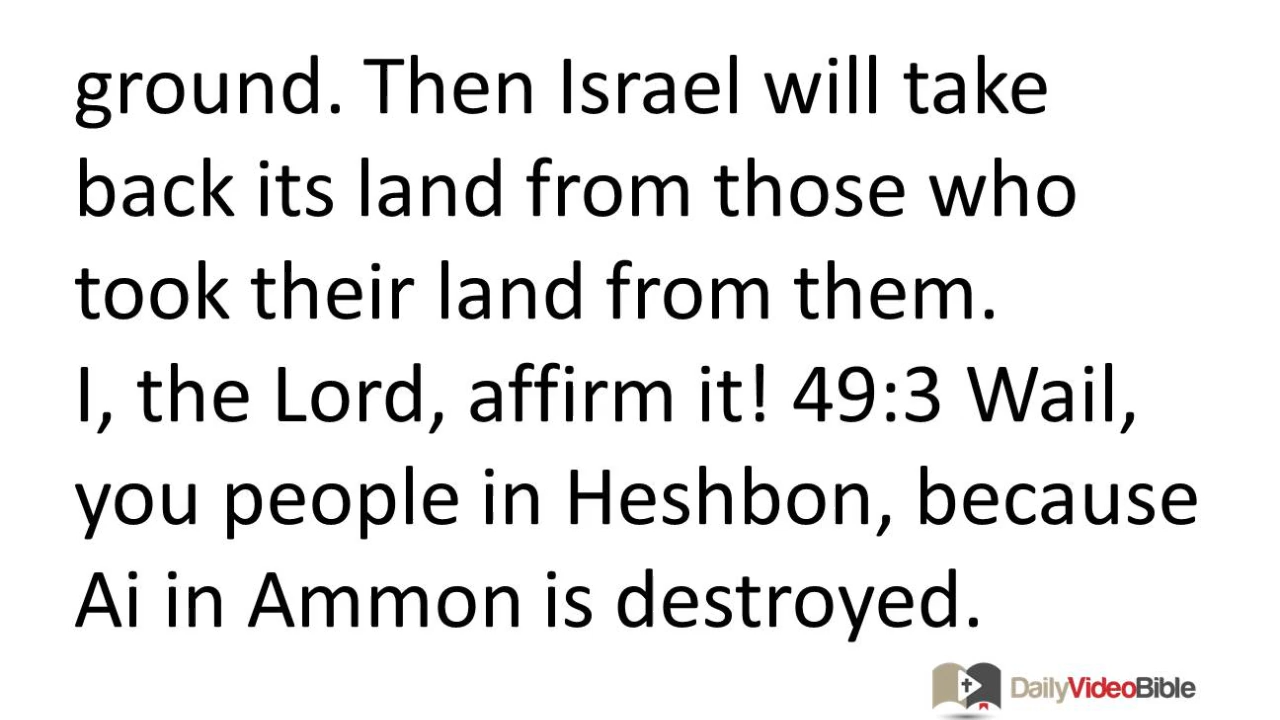 ground. Then Israel will take
back its land from those who
took their land from them.
I, the Lord, affirm it! 49:3 Wail,
you people in Heshbon, because
Ai in Ammon is destroyed.
DailyVideoBible